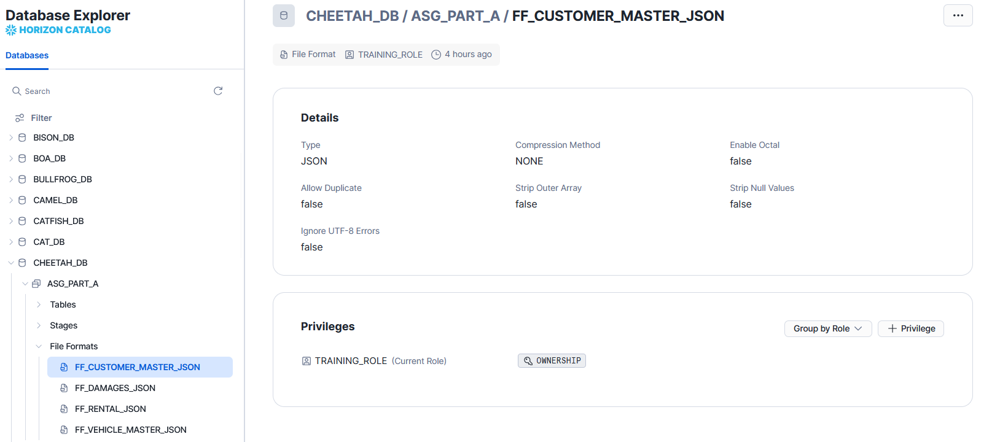 Database Explorer
HORIZON CATALOG
Databases
Search
Filter
BISON_DB
BOA_DB
BULLFROG_DB
CAMEL_DB
CATFISH_DB
CAT_DB
CHEETAH_DB
ASG_PART_A
Tables
Stages
File Formats
FF_CUSTOMER_MASTER_JSON
FF_DAMAGES_JSON
FF_RENTAL_JSON
FF_VEHICLE_MASTER_JSON
CHEETAH_DB / ASG_PART_A / FF_CUSTOMER_MASTER_JSON
File Format TRAINING_ROLE 4 hours ago
Details
Type Compression Method Enable Octal
JSON NONE false
Allow Duplicate Strip Outer Array Strip Null Values
false false false
Ignore UTF-8 Errors
false
Privileges
Group by Role Privilege
TRAINING_ROLE (Current Role) OWNERSHIP